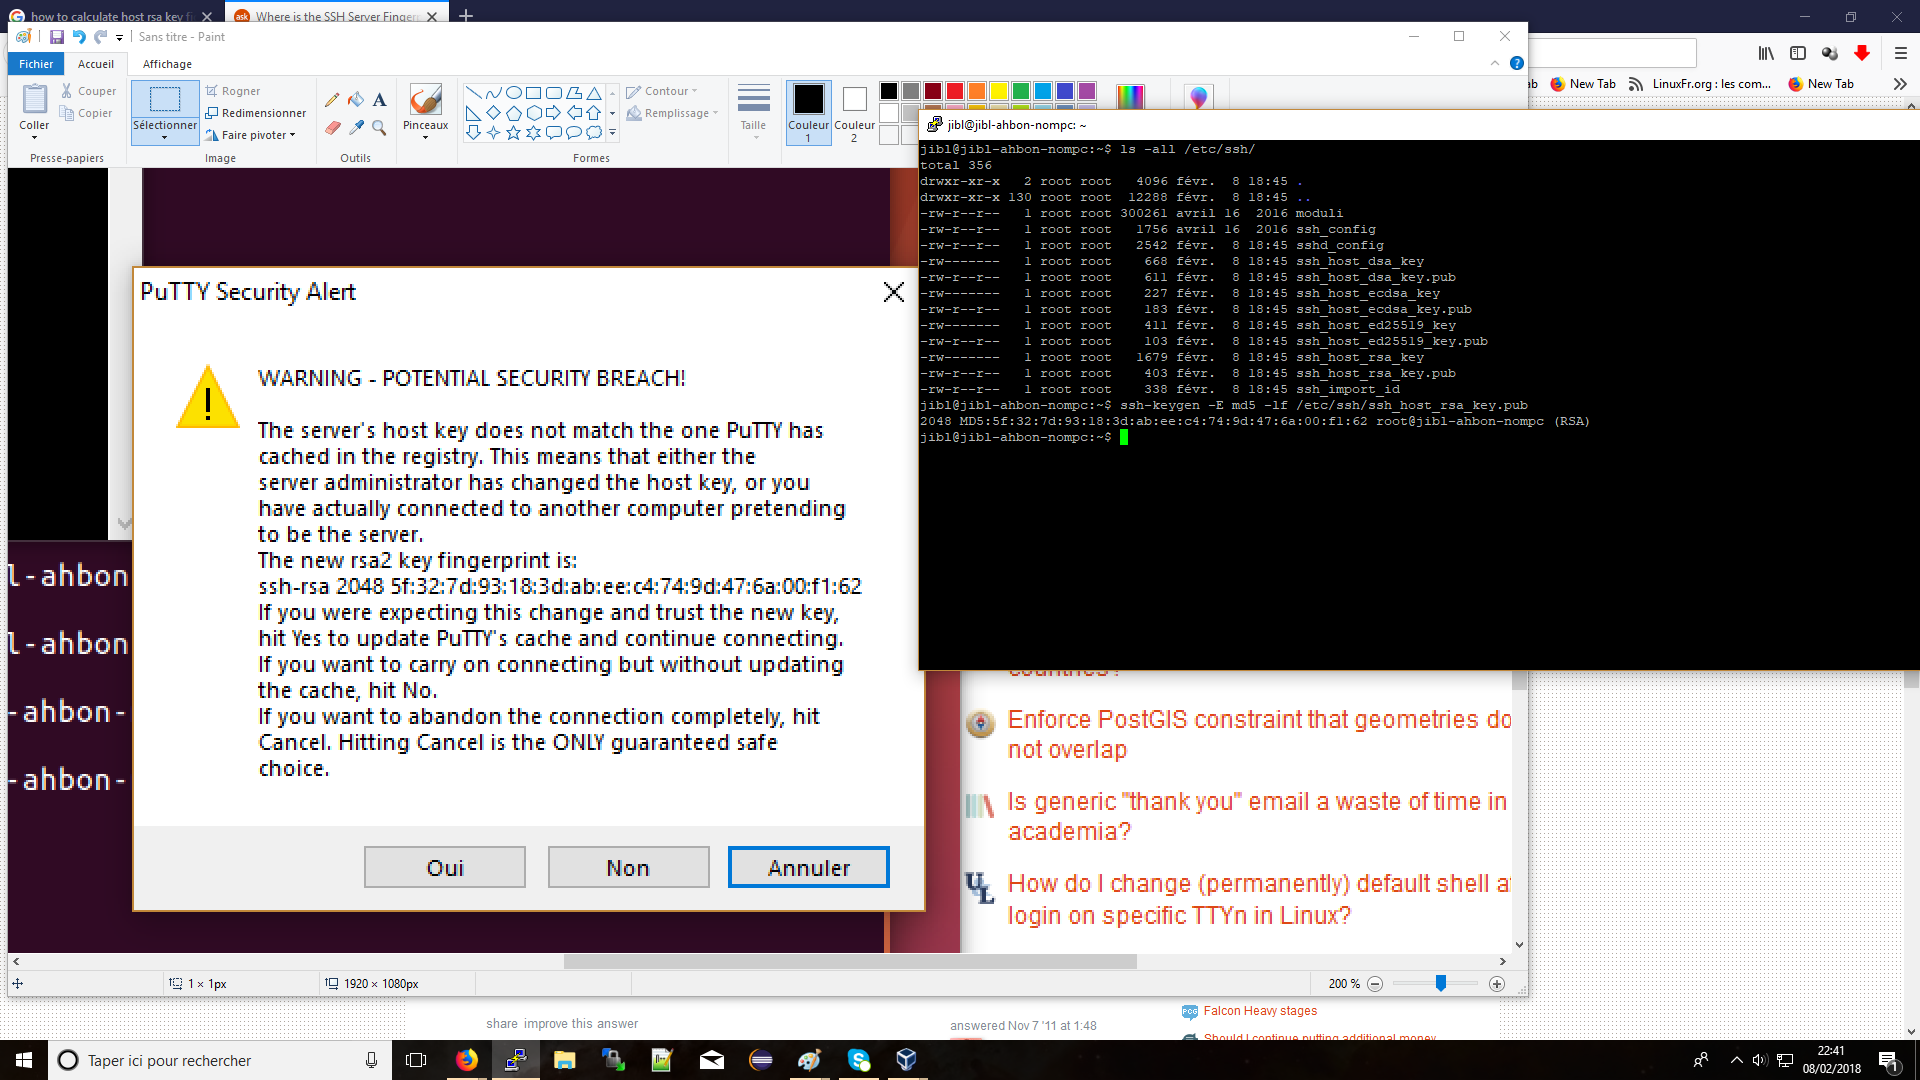 how to calculate host rsa key fi
Where is the SSH Server Fingerp
Sans titre - Paint
Fichier
Accueil
Affichage
Coller
Couper
Copier
Presse-papiers
Sélectionner
Rogner
Redimensionner
Faire pivoter
Image
Outils
Pinceaux
Contour
Remplissage
Formes
Taille
Couleur
1
Couleur
2
ab
New Tab
LinuxFr.org : les com...
New Tab
jibl@jibl-ahbon-nompc: ~
jibl@jibl-ahbon-nompc:~$ ls -all /etc/ssh/
total 356
drwxr-xr-x   2 root root   4096 févr.  8 18:45 .
drwxr-xr-x 130 root root  12288 févr.  8 18:45 ..
-rw-r--r--   1 root root 300261 avril 16  2016 moduli
-rw-r--r--   1 root root   1756 avril 16  2016 ssh_config
-rw-r--r--   1 root root   2542 févr.  8 18:45 sshd_config
-rw-------   1 root root    668 févr.  8 18:45 ssh_host_dsa_key
-rw-r--r--   1 root root    611 févr.  8 18:45 ssh_host_dsa_key.pub
-rw-------   1 root root    227 févr.  8 18:45 ssh_host_ecdsa_key
-rw-r--r--   1 root root    183 févr.  8 18:45 ssh_host_ecdsa_key.pub
-rw-------   1 root root    411 févr.  8 18:45 ssh_host_ed25519_key
-rw-r--r--   1 root root    103 févr.  8 18:45 ssh_host_ed25519_key.pub
-rw-------   1 root root   1679 févr.  8 18:45 ssh_host_rsa_key
-rw-r--r--   1 root root    403 févr.  8 18:45 ssh_host_rsa_key.pub
-rw-r--r--   1 root root    338 févr.  8 18:45 ssh_import_id
jibl@jibl-ahbon-nompc:~$ ssh-keygen -E md5 -lf /etc/ssh/ssh_host_rsa_key.pub
2048 MD5:5f:32:7d:93:18:3d:ab:ee:c4:74:9d:47:6a:00:f1:62 root@jibl-ahbon-nompc (RSA)
jibl@jibl-ahbon-nompc:~$
PuTTY Security Alert
WARNING - POTENTIAL SECURITY BREACH!
The server's host key does not match the one PuTTY has
cached in the registry. This means that either the
server administrator has changed the host key, or you
have actually connected to another computer pretending
to be the server.
The new rsa2 key fingerprint is:
ssh-rsa 2048 5f:32:7d:93:18:3d:ab:ee:c4:74:9d:47:6a:00:f1:62
If you were expecting this change and trust the new key,
hit Yes to update PuTTY's cache and continue connecting.
If you want to carry on connecting but without updating
the cache, hit No.
If you want to abandon the connection completely, hit
Cancel. Hitting Cancel is the ONLY guaranteed safe
choice.
Oui
Non
Annuler
l-ahbon
l-ahbon
-ahbon-
-ahbon-
Enforce PostGIS constraint that geometries do
not overlap
Is generic "thank you" email a waste of time in
academia?
How do I change (permanently) default shell a
login on specific TTYn in Linux?
1 × 1px
1920 × 1080px
200 %
share improve this answer
answered Nov 7 '11 at 1:48
PCG
Falcon Heavy stages
Should I continue putting additional money
Taper ici pour rechercher
22:41
08/02/2018
1